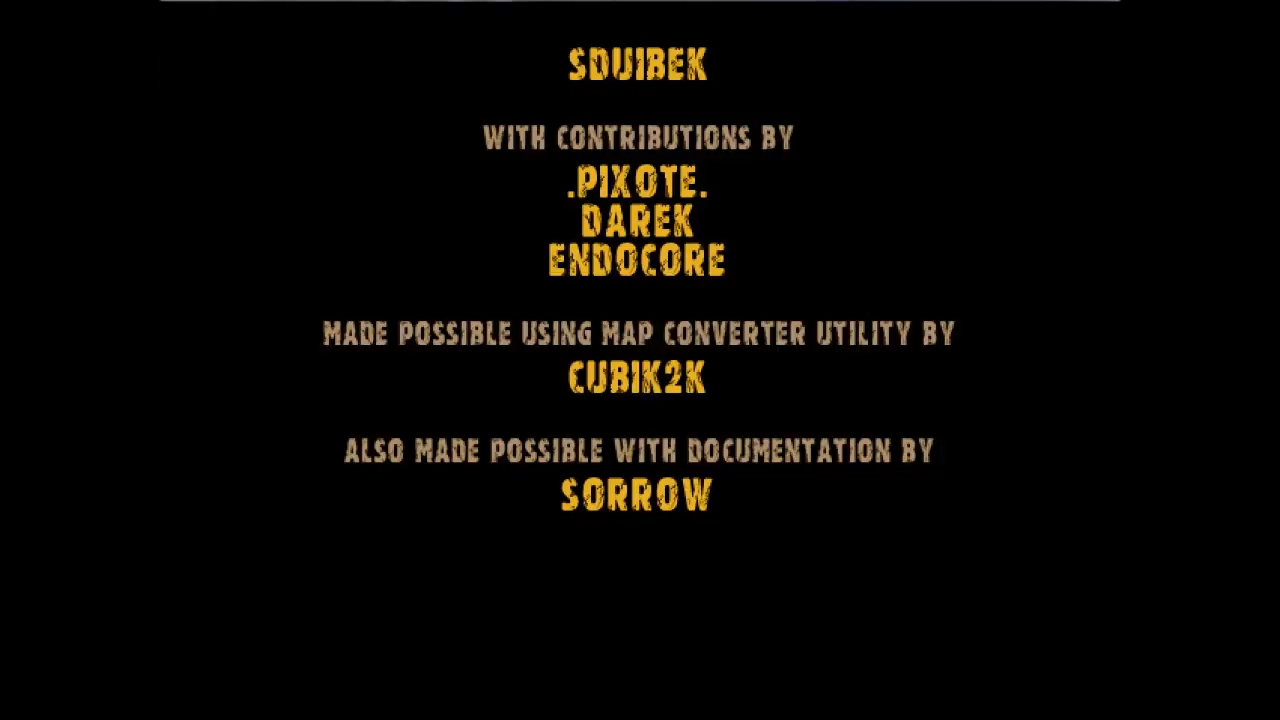 SDUIBEK
WITH CONTRIBUTIONS BY
.PIXOTE.
DAREK
ENDOCORE
MADE POSSIBLE USING MAP CONVERTER UTILITY BY
CUBIK2K
ALSO MADE POSSIBLE WITH DOCUMENTATION BY
SORROW